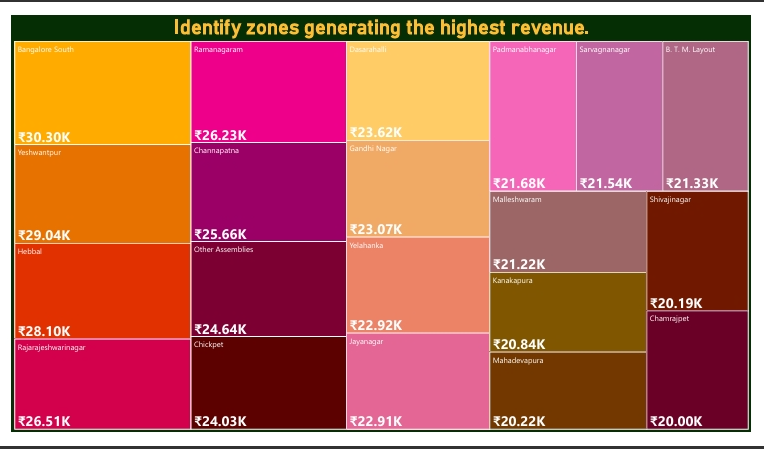 Identify zones generating the highest revenue.
Bangalore South
₹30.30K
Yeshwantpur
₹29.04K
Hebbal
₹28.10K
Rajarajeshwarinagar
₹26.51K
Ramanagaram
₹26.23K
Channapatna
₹25.66K
Other Assemblies
₹24.64K
Chickpet
₹24.03K
Dasarahalli
₹23.62K
Gandhi Nagar
₹23.07K
Yelahanka
₹22.92K
Jayanagar
₹22.91K
Padmanabhanagar
₹21.68K
Sarvagnanagar
₹21.54K
B. T. M. Layout
₹21.33K
Malleshwaram
₹21.22K
Kanakapura
₹20.84K
Mahadevapura
₹20.22K
Shivajinagar
₹20.19K
Chamrajpet
₹20.00K